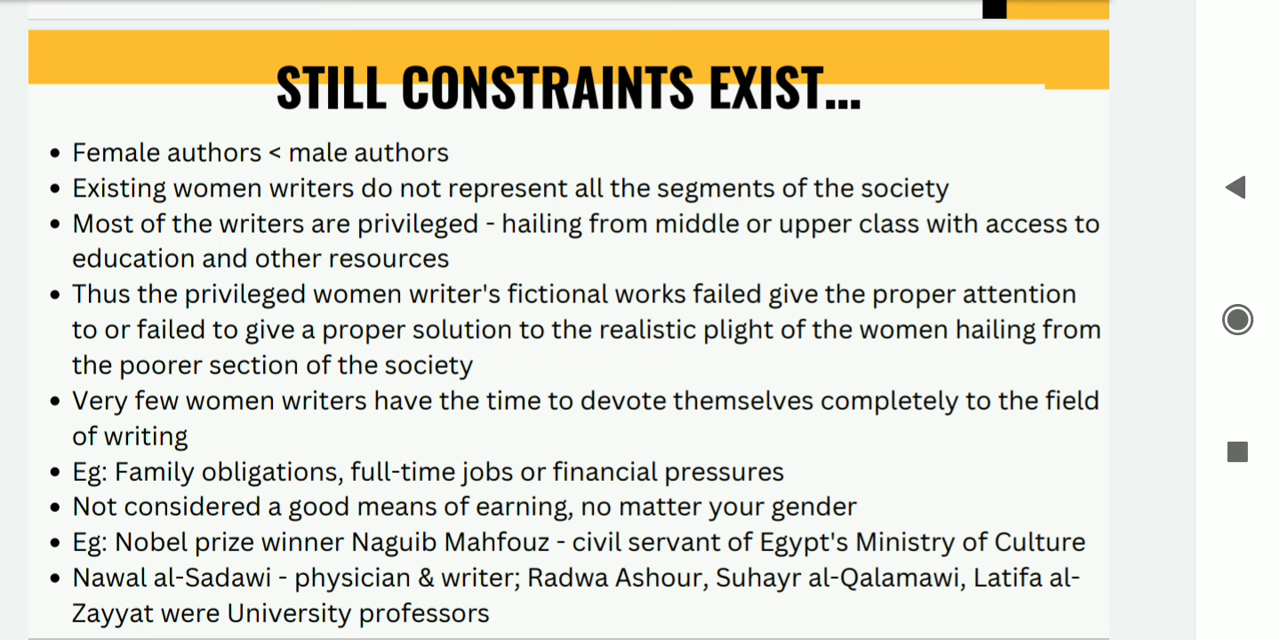 STILL CONSTRAINTS EXIST...
• Female authors < male authors
• Existing women writers do not represent all the segments of the society
• Most of the writers are privileged - hailing from middle or upper class with access to
education and other resources
• Thus the privileged women writer's fictional works failed give the proper attention
to or failed to give a proper solution to the realistic plight of the women hailing from
the poorer section of the society
• Very few women writers have the time to devote themselves completely to the field
of writing
• Eg: Family obligations, full-time jobs or financial pressures
• Not considered a good means of earning, no matter your gender
• Eg: Nobel prize winner Naguib Mahfouz - civil servant of Egypt's Ministry of Culture
• Nawal al-Sadawi - physician & writer; Radwa Ashour, Suhayr al-Qalamawi, Latifa al-
Zayyat were University professors